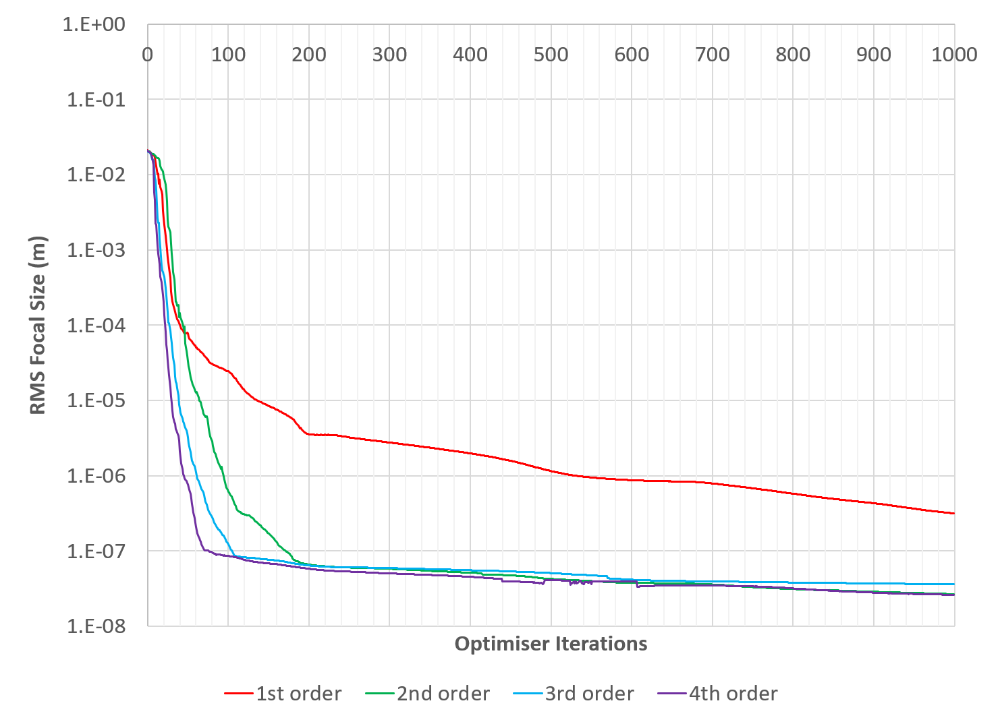 1.E+00
0 100 200 300 400 500 600 700 800 900 1000
1.E-01
1.E-02
1.E-03
1.E-04
1.E-05
1.E-06
1.E-07
1.E-08
RMS Focal Size (m)
Optimiser Iterations
1st order 2nd order 3rd order 4th order